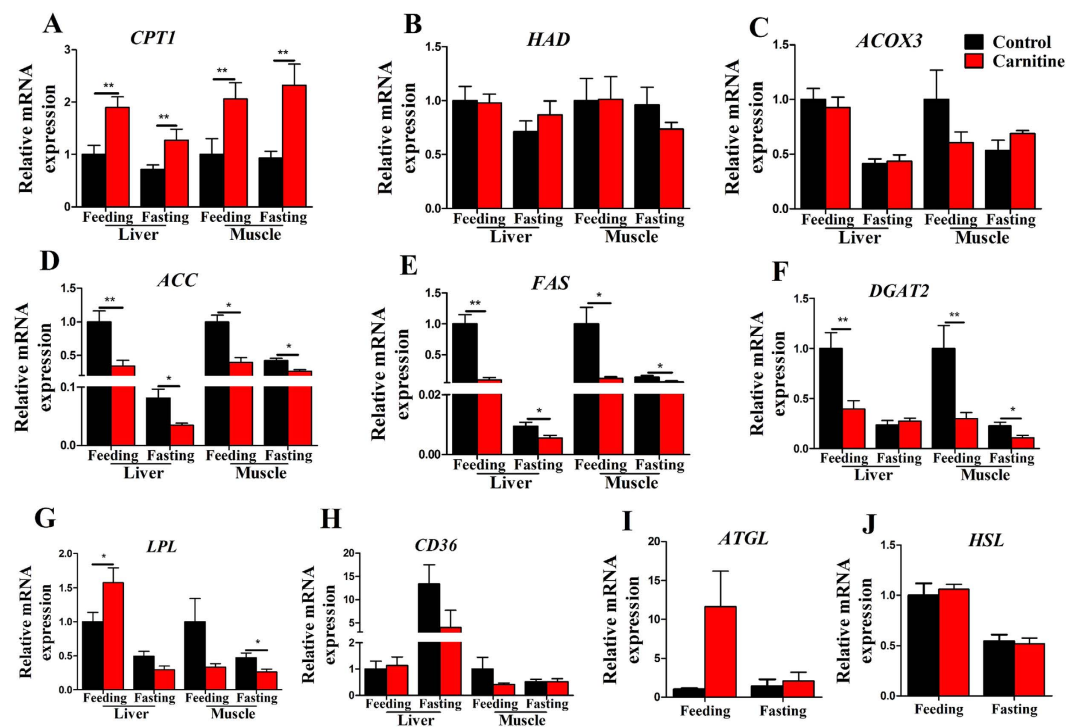 A
CPT1
Relative mRNA
expression
3
2
1
0
**
**
**
**
Feeding Fasting Feeding Fasting
Liver Muscle
B
HAD
Relative mRNA
expression
1.5
1.0
0.5
0.0
Feeding Fasting Feeding Fasting
Liver Muscle
C
ACOX3
Relative mRNA
expression
1.5
1.0
0.5
0.0
Control
Carnitine
Feeding Fasting Feeding Fasting
Liver Muscle
D
ACC
Relative mRNA
expression
1.5
1.0
0.5
0.1
0.0
**
*
*
*
Feeding Fasting Feeding Fasting
Liver Muscle
E
FAS
Relative mRNA
expression
1.5
1.0
0.5
0.02
0.00
**
*
*
*
Feeding Fasting Feeding Fasting
Liver Muscle
F
DGAT2
Relative mRNA
expression
1.5
1.0
0.5
0.0
**
**
*
Feeding Fasting Feeding Fasting
Liver Muscle
G
LPL
Relative mRNA
expression
2.0
1.5
1.0
0.5
0.0
*
*
Feeding Fasting Feeding Fasting
Liver Muscle
H
CD36
Relative mRNA
expression
20
15
10
5
2
1
0
Feeding Fasting Feeding Fasting
Liver Muscle
I
ATGL
Relative mRNA
expression
20
15
10
5
0
Feeding Fasting
J
HSL
Relative mRNA
expression
1.5
1.0
0.5
0.0
Feeding Fasting